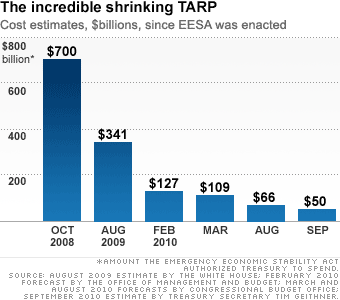 The incredible shrinking TARP
Cost estimates, $billions, since EESA was enacted
$800
billion*
600
400
200
$700
$341
$127
$109
$66
$50
OCT
2008
AUG
2009
FEB
2010
MAR
AUG
SEP
*AMOUNT THE EMERGENCY ECONOMIC STABILITY ACT
AUTHORIZED TREASURY TO SPEND.
SOURCE: AUGUST 2009 ESTIMATE BY THE WHITE HOUSE; FEBRUARY 2010
FORECAST BY THE OFFICE OF MANAGEMENT AND BUDGET; MARCH AND
AUGUST 2010 FORECASTS BY CONGRESSIONAL BUDGET OFFICE;
SEPTEMBER 2010 ESTIMATE BY TREASURY SECRETARY TIM GEITHNER.